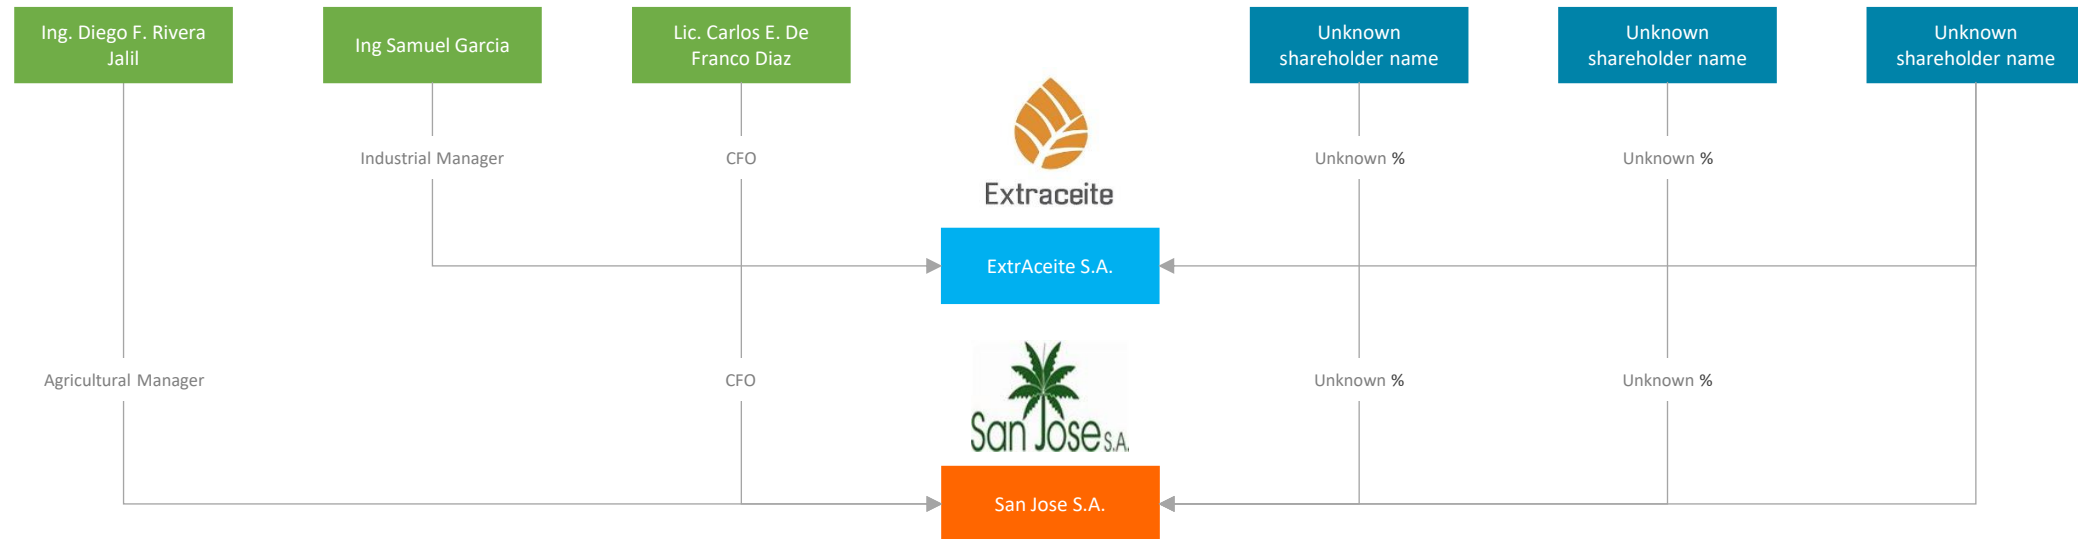 Ing. Diego F. Rivera
Jalil
Ing Samuel Garcia
Lic. Carlos E. De
Franco Diaz
Unknown
shareholder name
Unknown
shareholder name
Unknown
shareholder name
Industrial Manager
CFO
Unknown %
Unknown %
Extraceite
ExtrAceite S.A.
Agricultural Manager
CFO
Unknown %
Unknown %
San Jose S.A.
San Jose S.A.